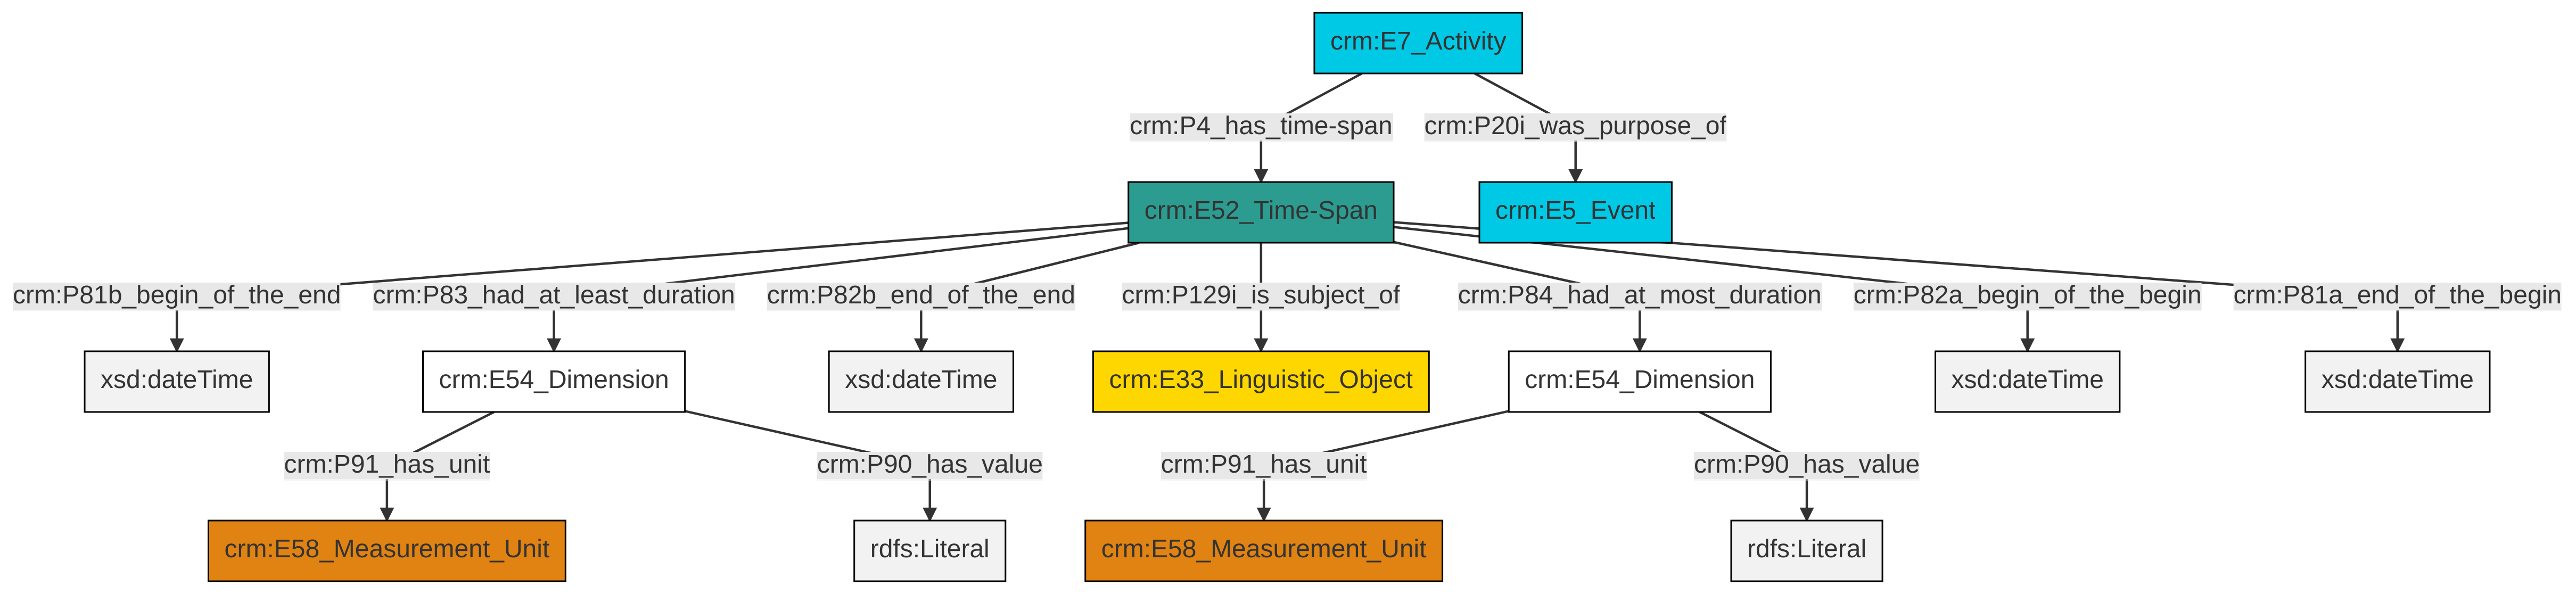 crm:E7_Activity
crm:P4_has_time-span
crm:P20i_was_purpose_of
crm:E52_Time-Span
crm:E5_Event
crm:P81b_begin_of_the_end
crm:P83_had_at_least_duration
crm:P82b_end_of_the_end
crm:P129i_is_subject_of
crm:P84_had_at_most_duration
crm:P82a_begin_of_the_begin
crm:P81a_end_of_the_begin
xsd:dateTime
crm:E54_Dimension
xsd:dateTime
crm:E33_Linguistic_Object
crm:E54_Dimension
xsd:dateTime
xsd:dateTime
crm:P91_has_unit
crm:P90_has_value
crm:P91_has_unit
crm:P90_has_value
crm:E58_Measurement_Unit
rdfs:Literal
crm:E58_Measurement_Unit
rdfs:Literal